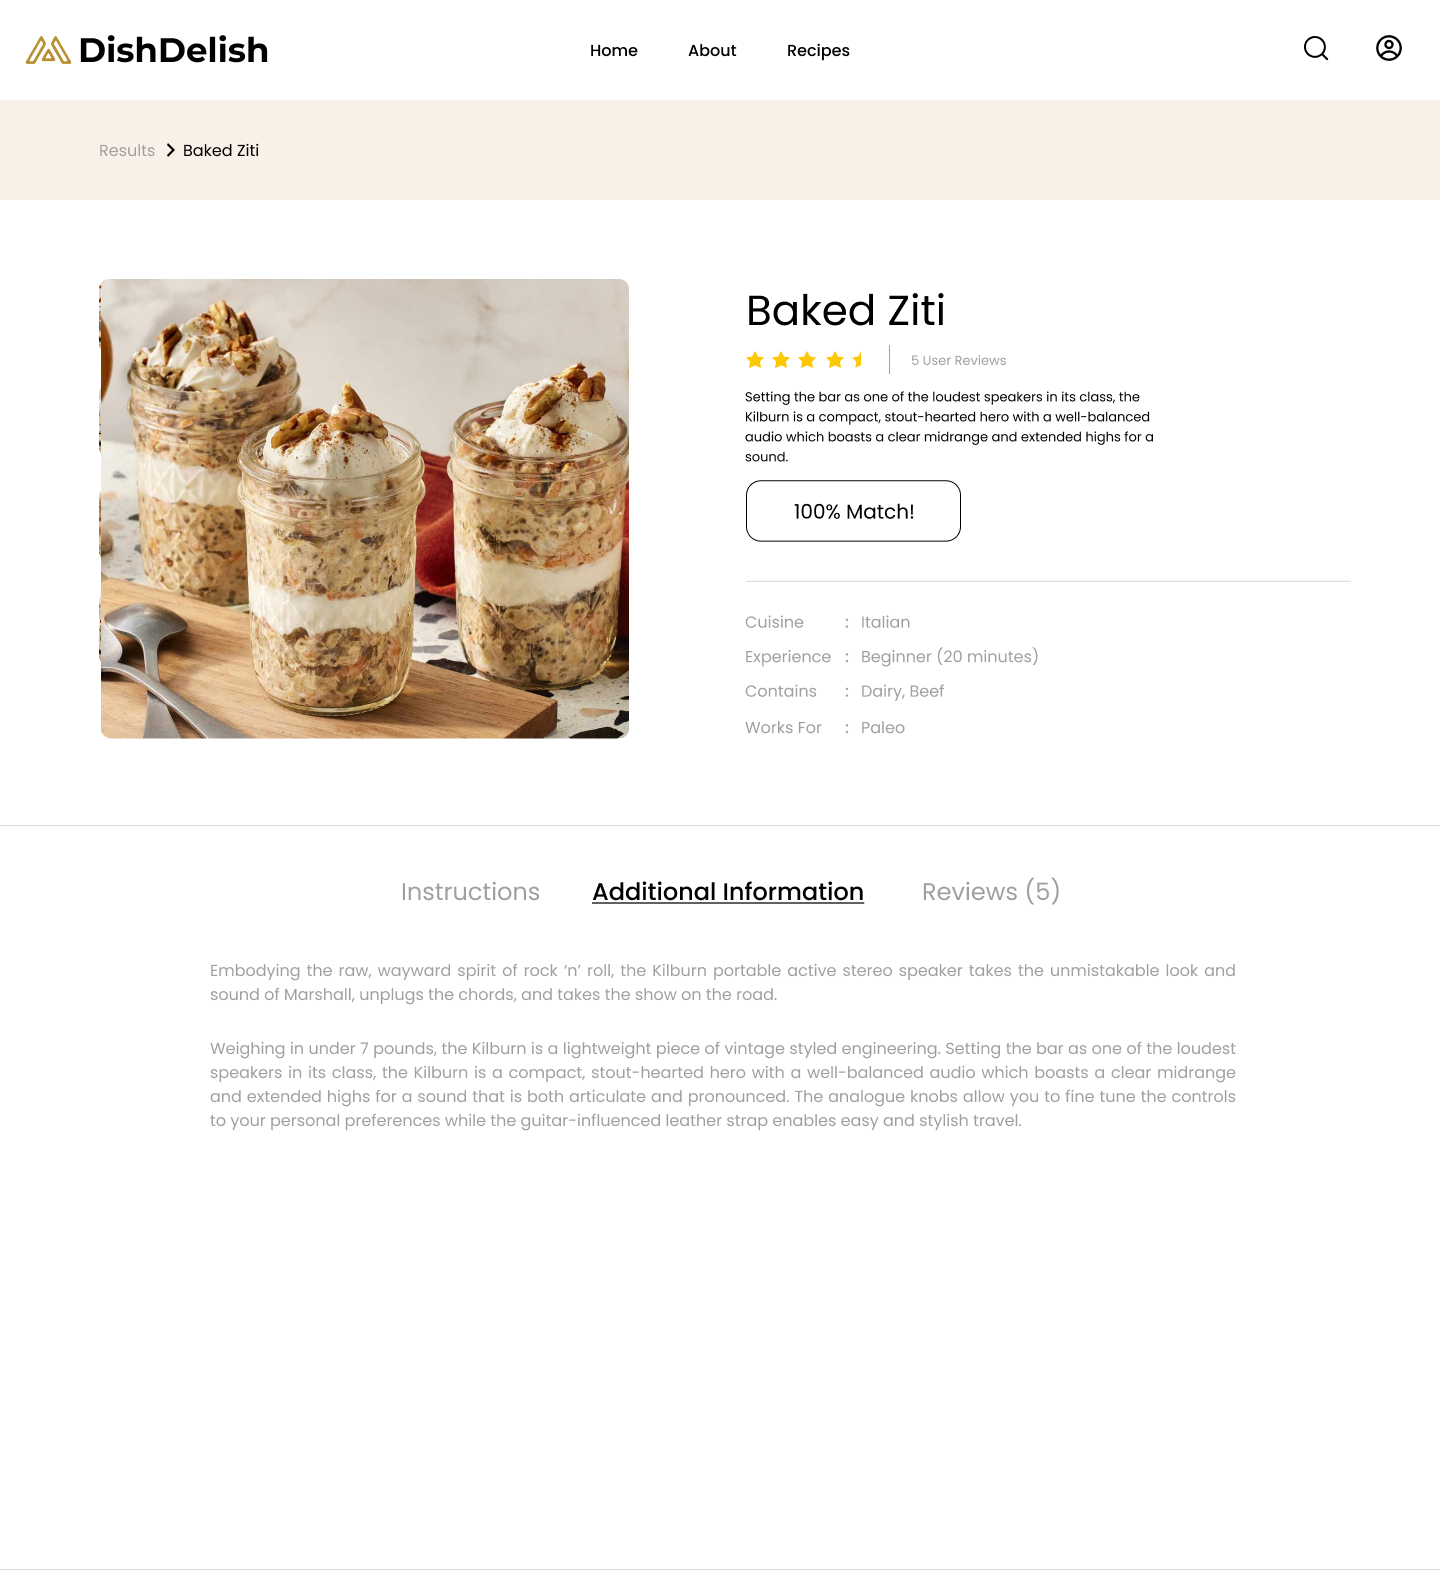 DishDelish
Home About Recipes
Results > Baked Ziti
Baked Ziti
5 User Reviews
Setting the bar as one of the loudest speakers in its class, the
Kilburn is a compact, stout-hearted hero with a well-balanced
audio which boasts a clear midrange and extended highs for a
sound.
100% Match!
Cuisine : Italian
Experience : Beginner (20 minutes)
Contains : Dairy, Beef
Works For : Paleo
Instructions Additional Information Reviews (5)
Embodying the raw, wayward spirit of rock ‘n’ roll, the Kilburn portable active stereo speaker takes the unmistakable look and
sound of Marshall, unplugs the chords, and takes the show on the road.
Weighing in under 7 pounds, the Kilburn is a lightweight piece of vintage styled engineering. Setting the bar as one of the loudest
speakers in its class, the Kilburn is a compact, stout-hearted hero with a well-balanced audio which boasts a clear midrange
and extended highs for a sound that is both articulate and pronounced. The analogue knobs allow you to fine tune the controls
to your personal preferences while the guitar-influenced leather strap enables easy and stylish travel.